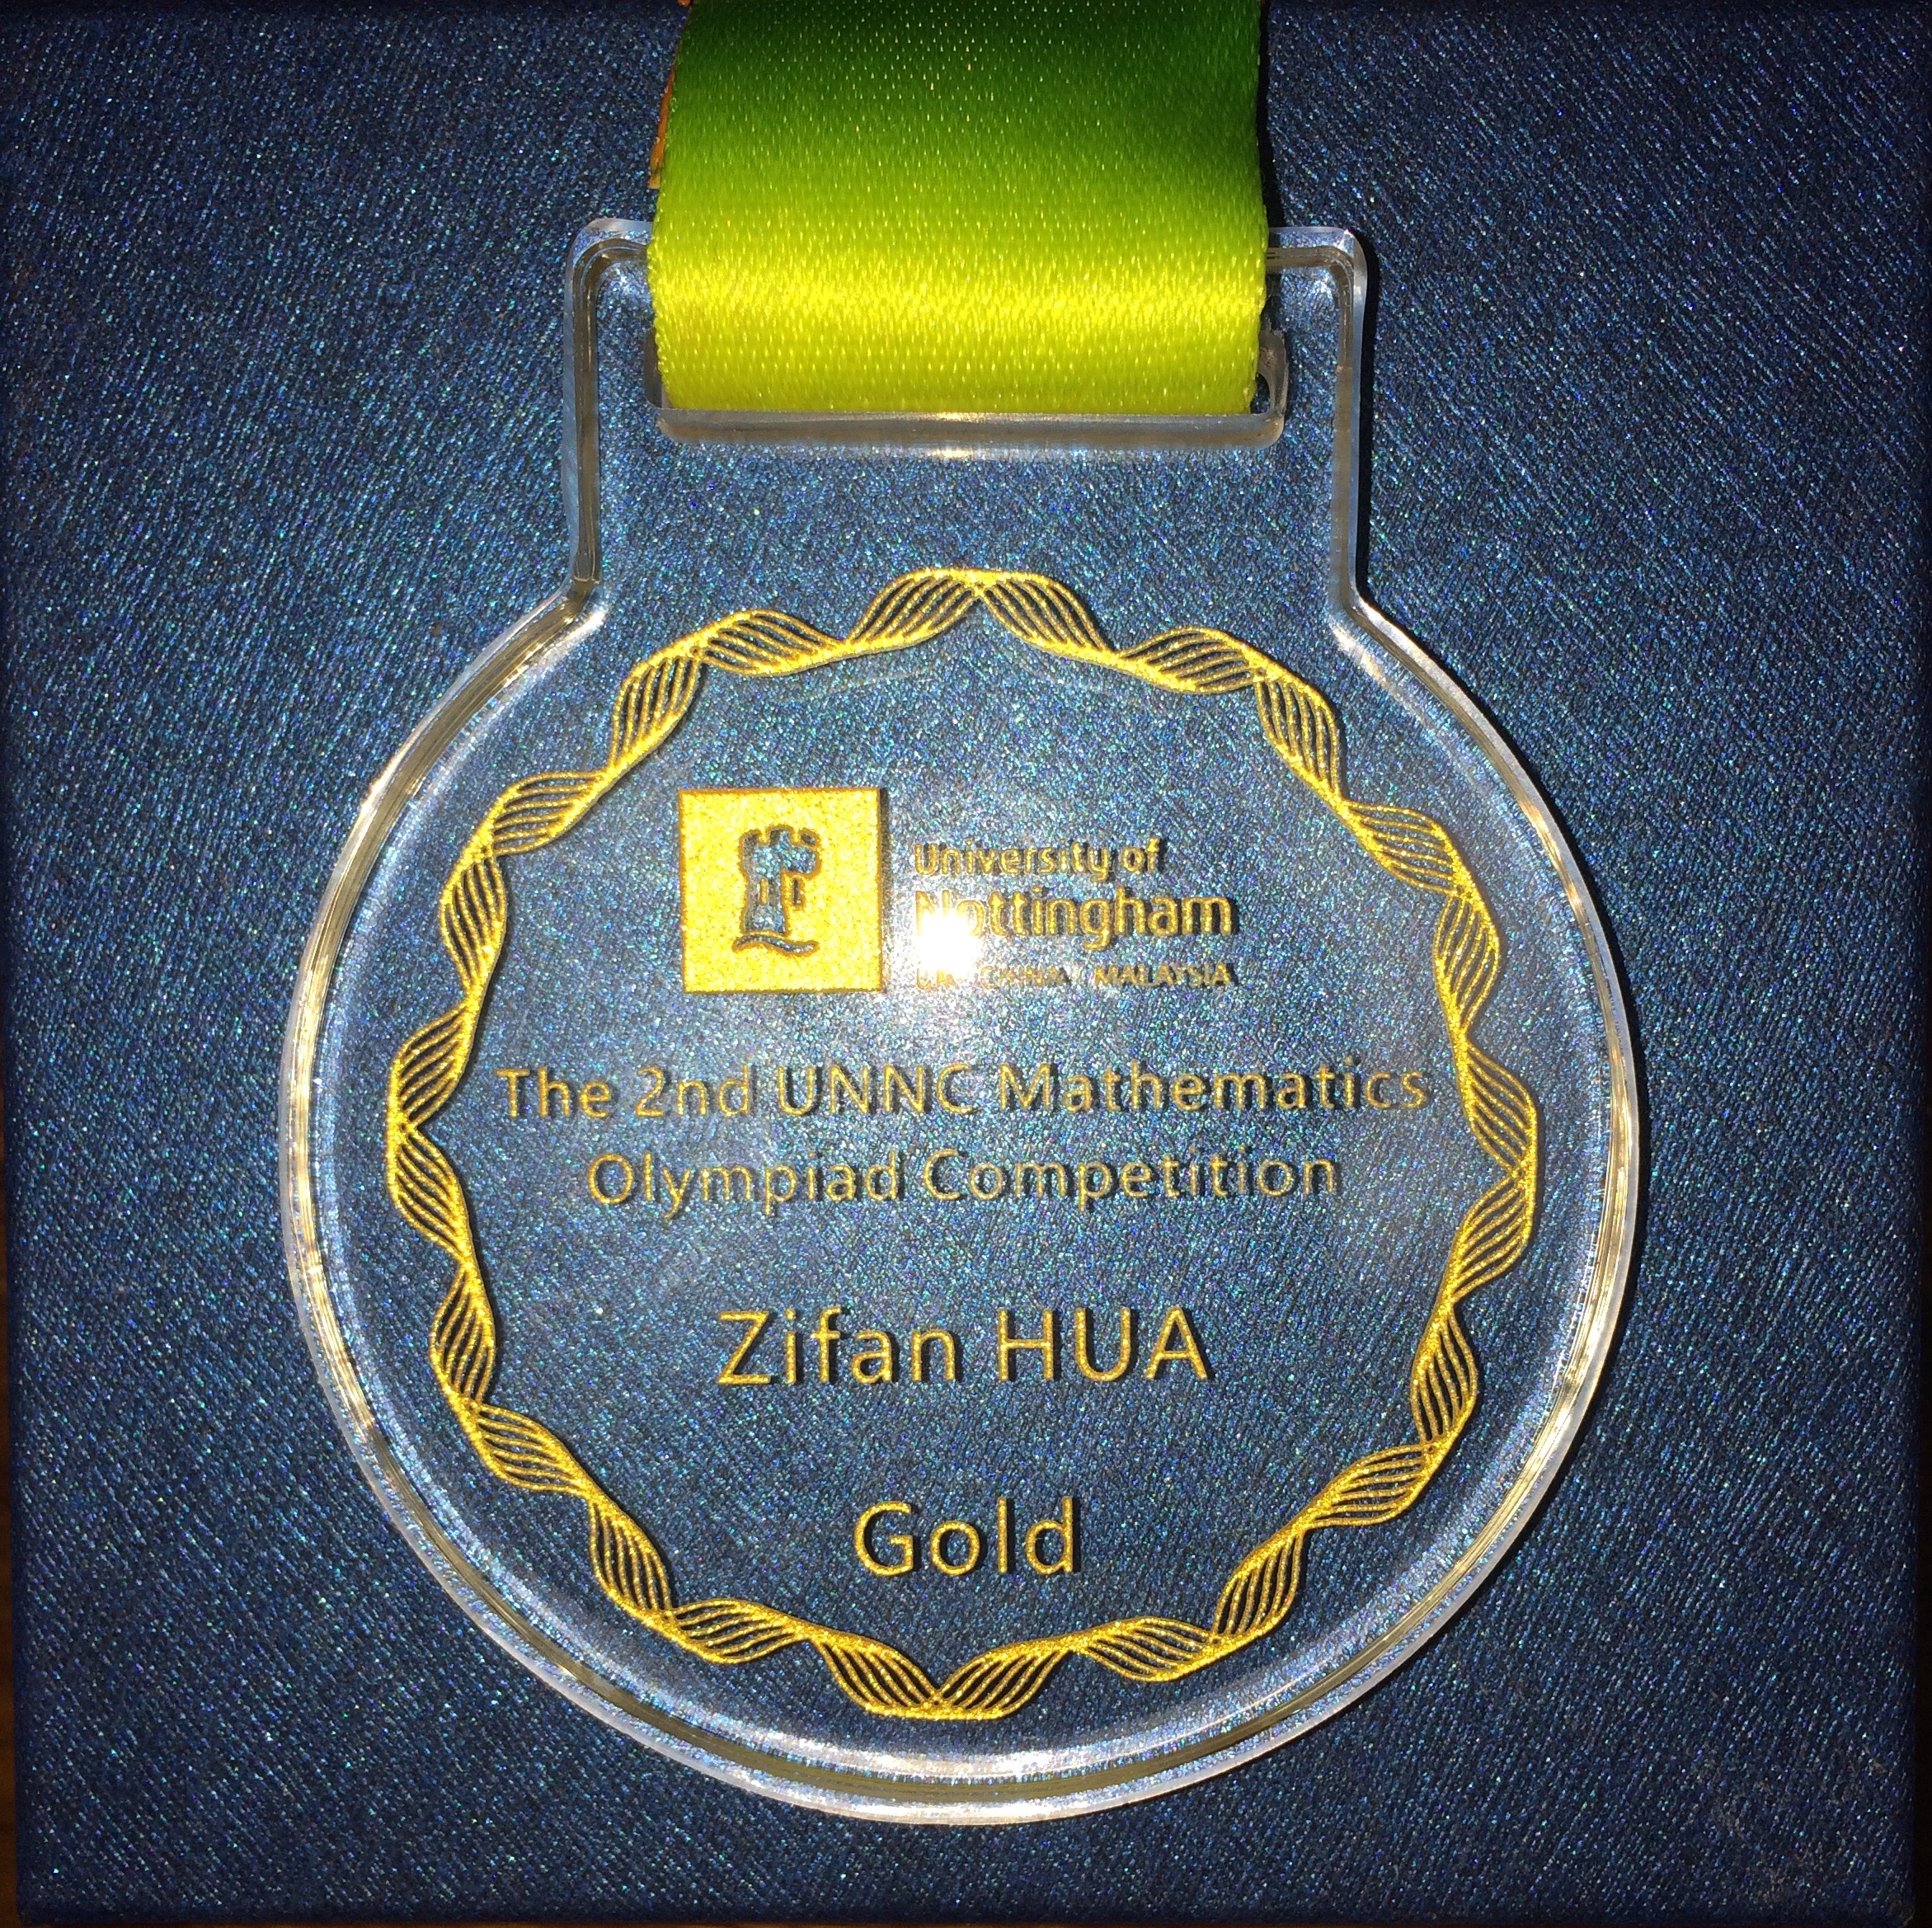 University of
Nottingham
UK CHINA MALAYSIA
The 2nd UNNC Mathematics
Olympiad Competition
Zifan HUA
Gold